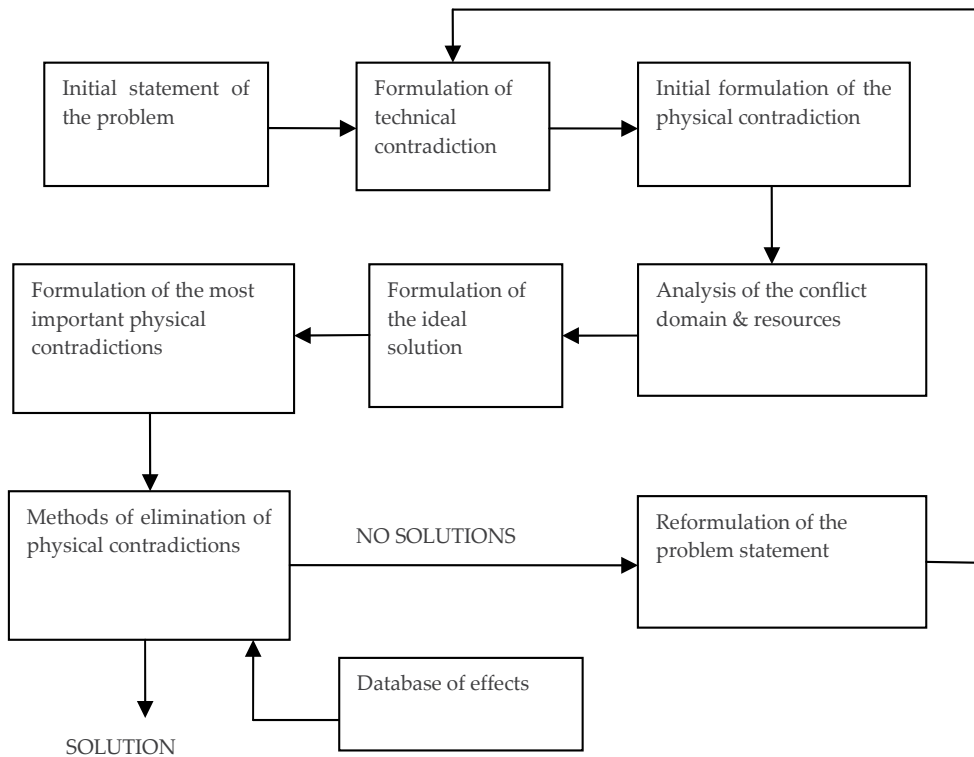 Initial statement of
the problem
Formulation of
technical
contradiction
Initial formulation of the
physical contradiction
Formulation of the most
important physical
contradictions
Formulation of
the ideal
solution
Analysis of the conflict
domain & resources
Methods of elimination of
physical contradictions
NO SOLUTIONS
Reformulation of the
problem statement
Database of effects
SOLUTION